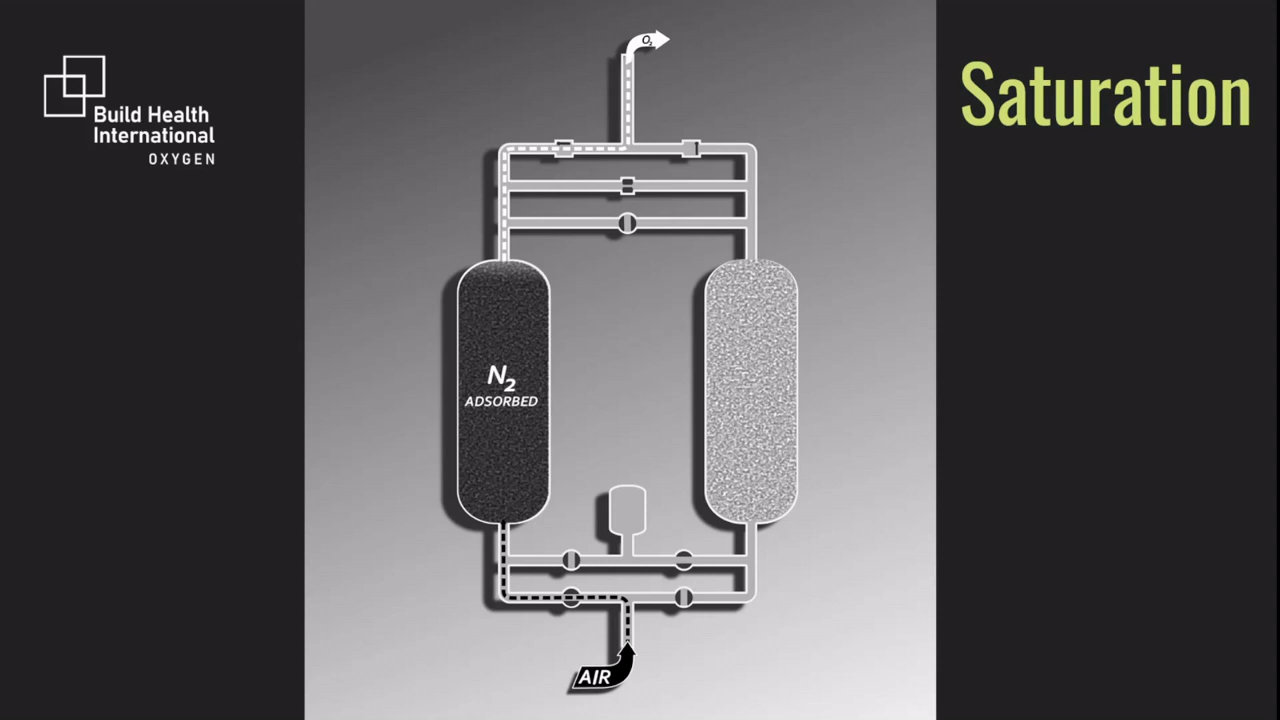 Build Health
International
OXYGEN
Saturation
O₂
N₂
ADSORBED
AIR